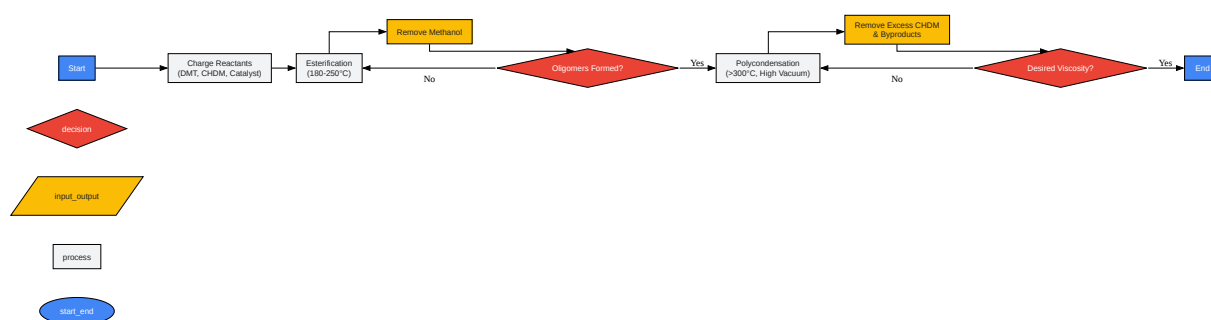 Start
Charge Reactants
(DMT, CHDM, Catalyst)
Esterification
(180-250°C)
Remove Methanol
No
Oligomers Formed?
Yes
Polycondensation
(>300°C, High Vacuum)
Remove Excess CHDM
& Byproducts
No
Desired Viscosity?
Yes
End
decision
input_output
process
start_end